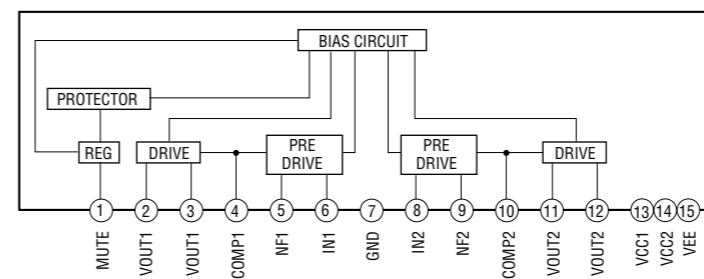 BIAS CIRCUIT
PROTECTOR
REG
DRIVE
PRE
DRIVE
PRE
DRIVE
DRIVE
1
2
3
4
5
6
7
8
9
10
11
12
13
14
15
MUTE
VOUT1
VOUT1
COMP1
NF1
IN1
GND
IN2
NF2
COMP2
VOUT2
VOUT2
VCC1
VCC2
VEE